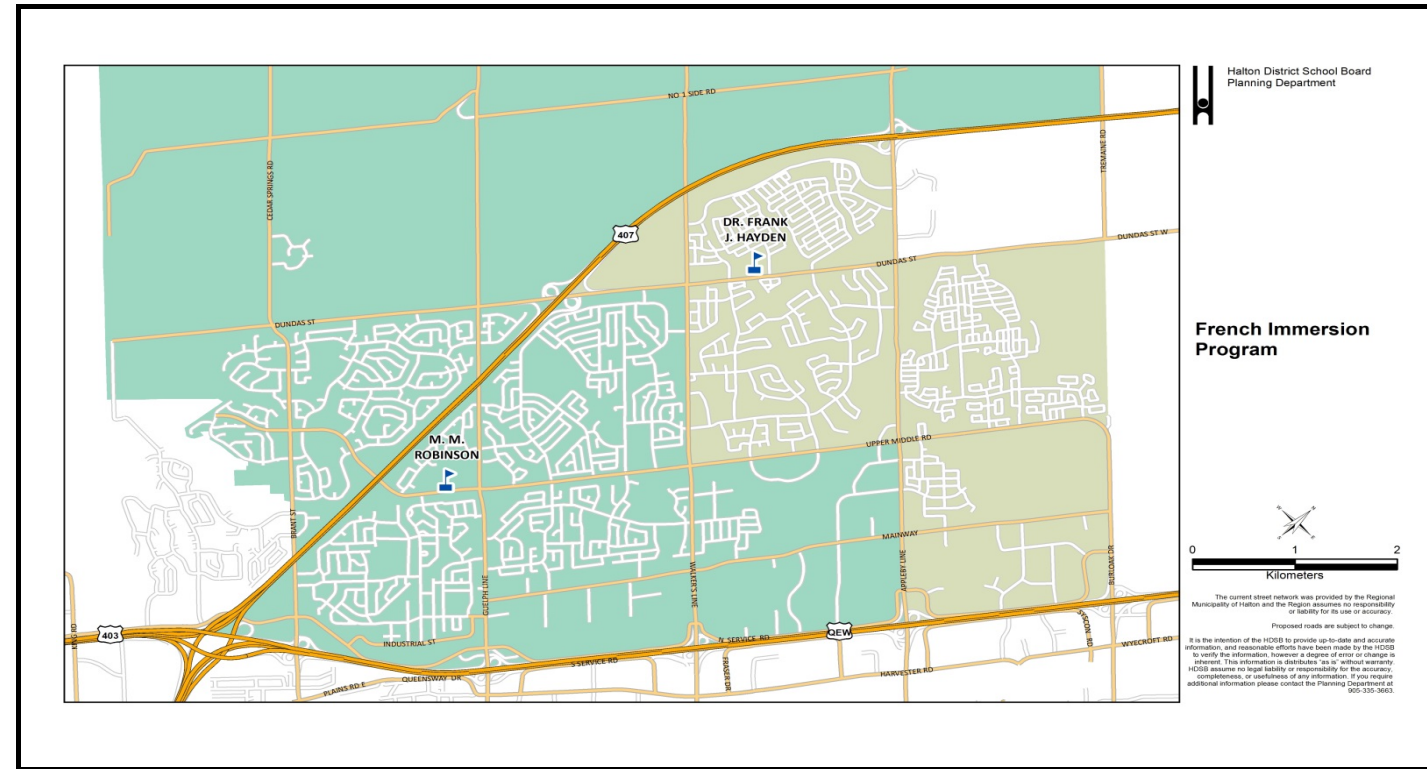 Halton District School Board
Planning Department
NO 1 SIDE RD
CEDAR SPRINGS RD
TREMAINE RD
407
DR. FRANK
J. HAYDEN
DUNDAS ST W
DUNDAS ST
DUNDAS ST
French Immersion
Program
M. M.
ROBINSON
UPPER MIDDLE RD
BRANT ST
GUELPH LINE
WALKER'S LINE
APPLEBY LINE
BURLOAK DR
MAINWAY
0 1 2
Kilometers
KING RD
403
INDUSTRIAL ST
N SERVICE RD
QEW
S SERVICE RD
FRASER DR
SYSCON RD
WYECROFT RD
HARVESTER RD
QUEENSWAY DR
PLAINS RD E
The current street network was provided by the Regional
Municipality of Halton and the Region assumes no responsibility
or liability for its use or accuracy.
Proposed roads are subject to change.
It is the intention of the HDSB to provide up-to-date and accurate
information, and reasonable efforts have been made by the HDSB
to verify the information, however a degree of error or change is
inherent. This information is distributes "as is" without warranty.
HDSB assume no legal liability or responsibility for the accuracy,
completeness, or usefulness of any information. If you require
additional information please contact the Planning Department at
905-335-3663.